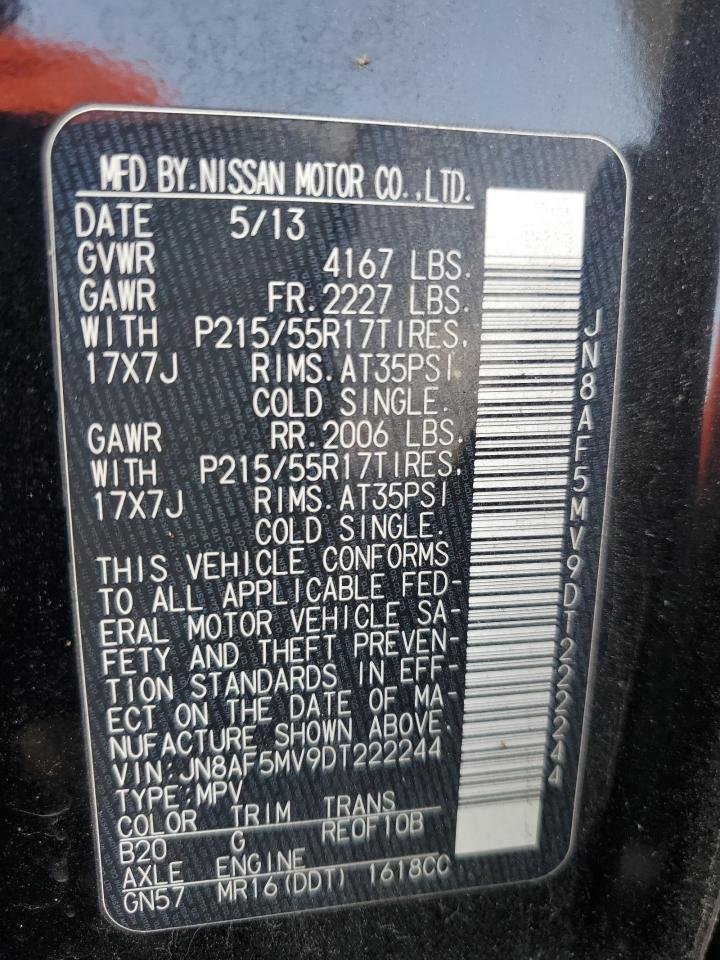 MFD BY.NISSAN MOTOR CO.,LTD.
DATE 5/13
GVWR 4167 LBS.
GAWR FR.2227 LBS.
WITH P215/55R17TIRES.
17X7J RIMS.AT35PSI
COLD SINGLE.
GAWR RR.2006 LBS.
WITH P215/55R17TIRES.
17X7J RIMS.AT35PSI
COLD SINGLE.
THIS VEHICLE CONFORMS
TO ALL APPLICABLE FED-
ERAL MOTOR VEHICLE SA-
FETY AND THEFT PREVEN-
TION STANDARDS IN EFF-
ECT ON THE DATE OF MA-
NUFACTURE SHOWN ABOVE.
VIN:JN8AF5MV9DT222244
TYPE:MPV
COLOR TRIM TRANS
B20 G REOF10B
AXLE ENGINE
GN57 MR16(DDT) 1618CC
JN8AF5MV9DT222244